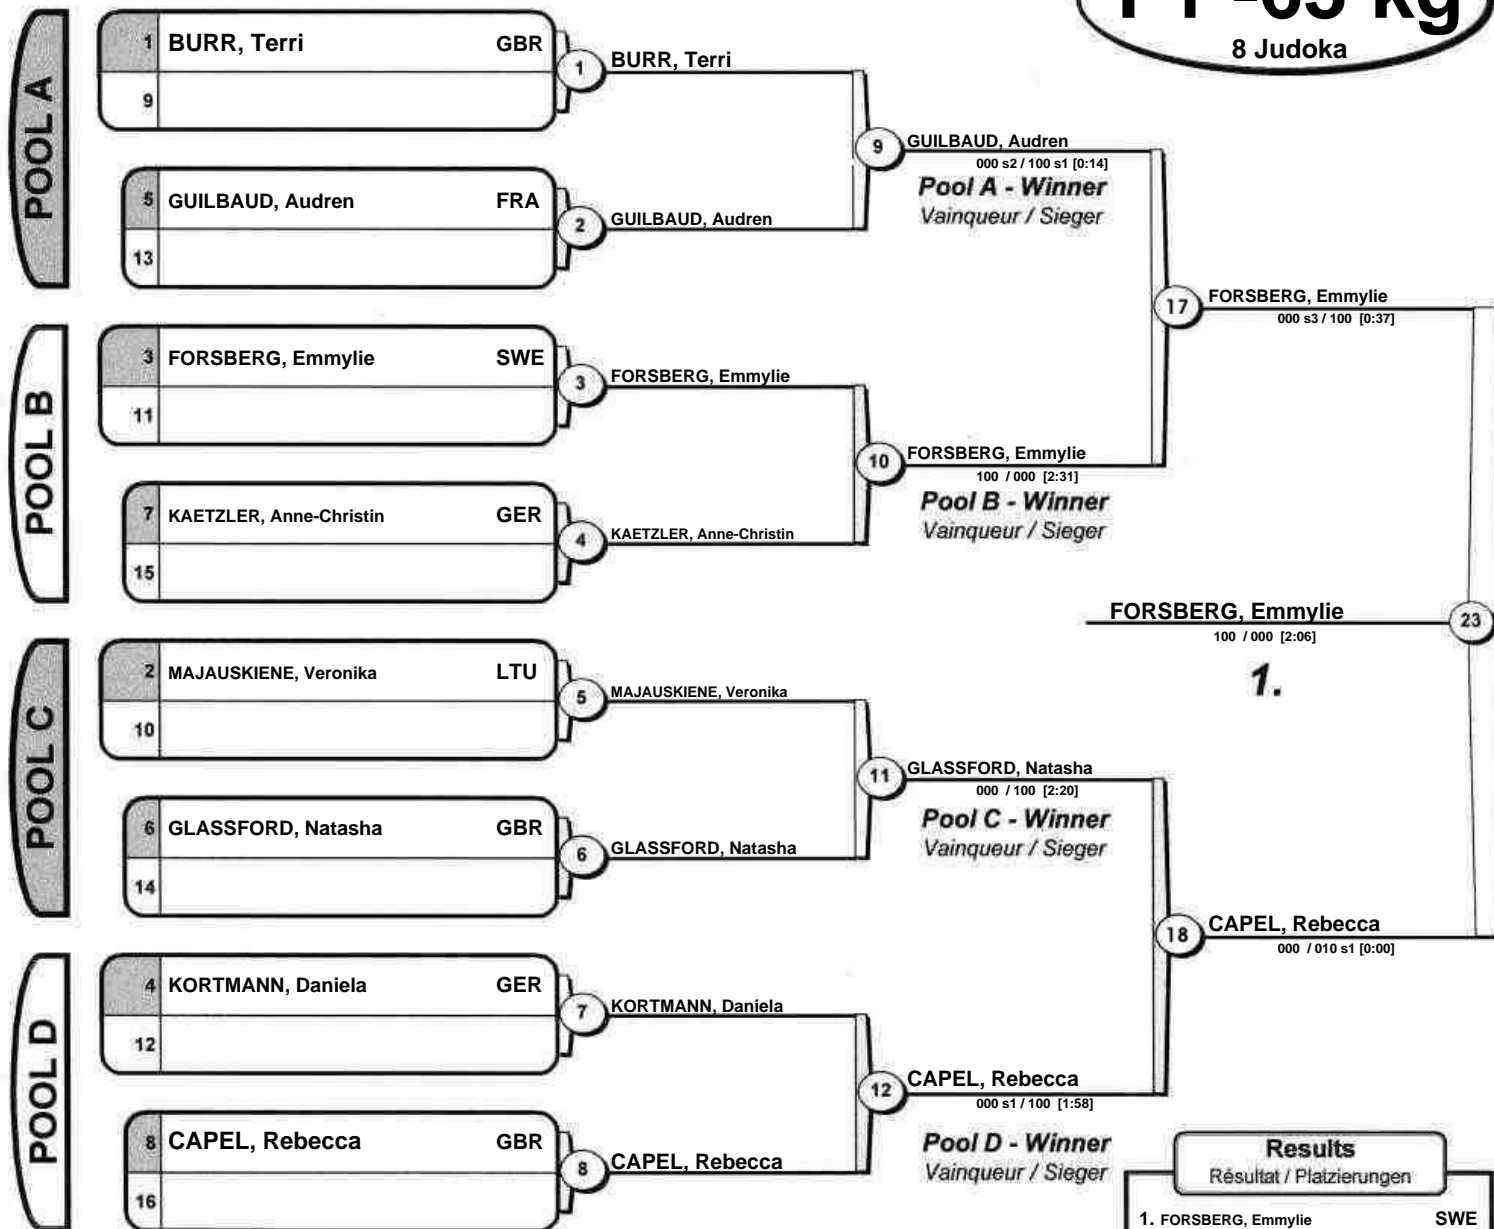 -63 kg
8 Judoka
POOL A
1 BURR, Terri GBR
9
5 GUILBAUD, Audren FRA
13
1 BURR, Terri
2 GUILBAUD, Audren
9 GUILBAUD, Audren
000 s2 / 100 s1 [0:14]
Pool A - Winner
Vainqueur / Sieger
POOL B
3 FORSBERG, Emmylie SWE
11
7 KAETZLER, Anne-Christin GER
15
3 FORSBERG, Emmylie
4 KAETZLER, Anne-Christin
10 FORSBERG, Emmylie
100 / 000 [2:31]
Pool B - Winner
Vainqueur / Sieger
17 FORSBERG, Emmylie
000 s3 / 100 [0:37]
FORSBERG, Emmylie 23
100 / 000 [2:06]
1.
POOL C
2 MAJAUSKIENE, Veronika LTU
10
6 GLASSFORD, Natasha GBR
14
5 MAJAUSKIENE, Veronika
6 GLASSFORD, Natasha
11 GLASSFORD, Natasha
000 / 100 [2:20]
Pool C - Winner
Vainqueur / Sieger
POOL D
4 KORTMANN, Daniela GER
12
8 CAPEL, Rebecca GBR
16
7 KORTMANN, Daniela
8 CAPEL, Rebecca
12 CAPEL, Rebecca
000 s1 / 100 [1:58]
Pool D - Winner
Vainqueur / Sieger
18 CAPEL, Rebecca
000 / 010 s1 [0:00]
Results
Résultat / Platzierungen
1. FORSBERG, Emmylie SWE